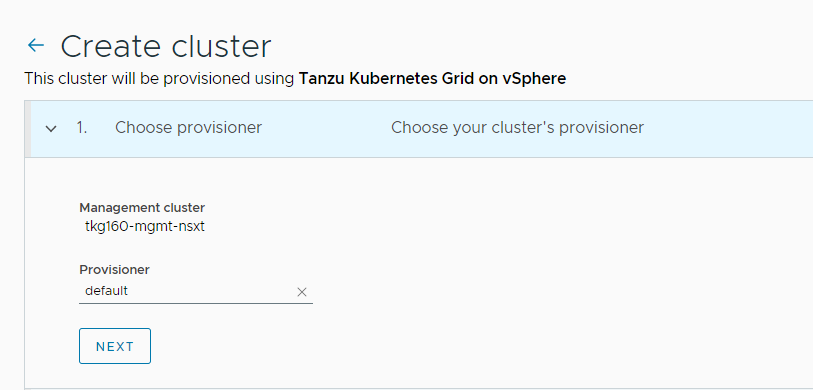 Create cluster
This cluster will be provisioned using Tanzu Kubernetes Grid on vSphere
1. Choose provisioner Choose your cluster's provisioner
Management cluster
tkg160-mgmt-nsxt
Provisioner
default
NEXT